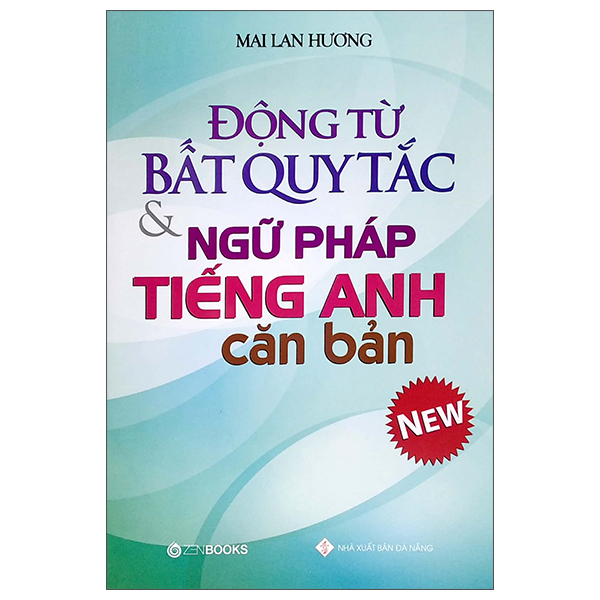 MAI LAN HƯƠNG
ĐỘNG TỪ
BẤT QUY TẮC
&
NGỮ PHÁP
TIẾNG ANH
căn bản
NEW
ZENBOOKS
NHÀ XUẤT BẢN ĐÀ NẴNG